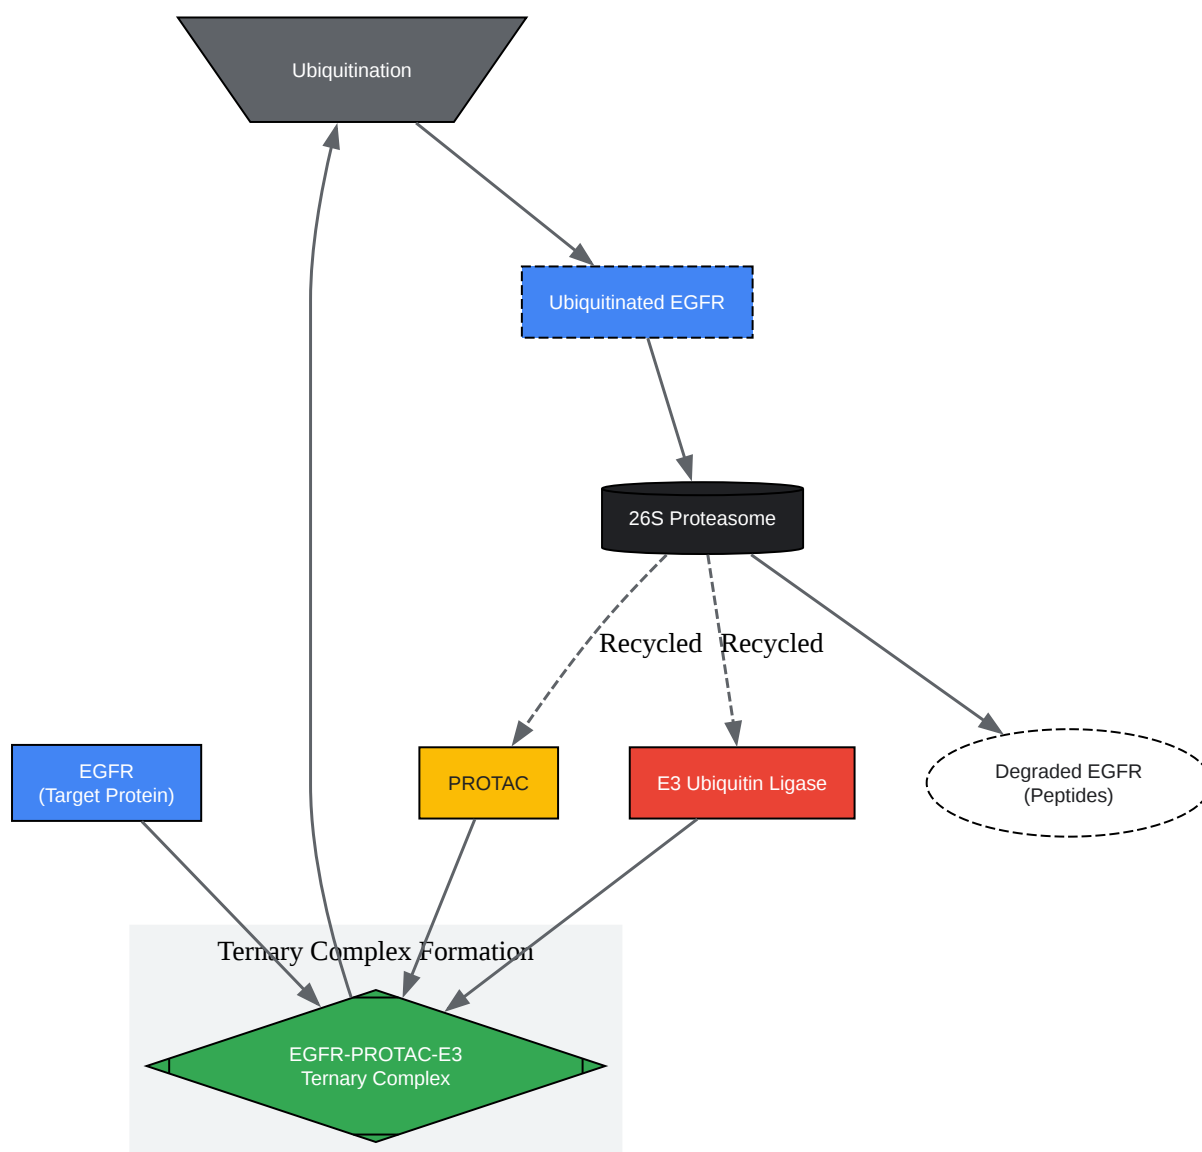 Ubiquitination
Ubiquitinated EGFR
26S Proteasome
Recycled
Recycled
EGFR
(Target Protein)
PROTAC
E3 Ubiquitin Ligase
Degraded EGFR
(Peptides)
Ternary Complex Formation
EGFR-PROTAC-E3
Ternary Complex